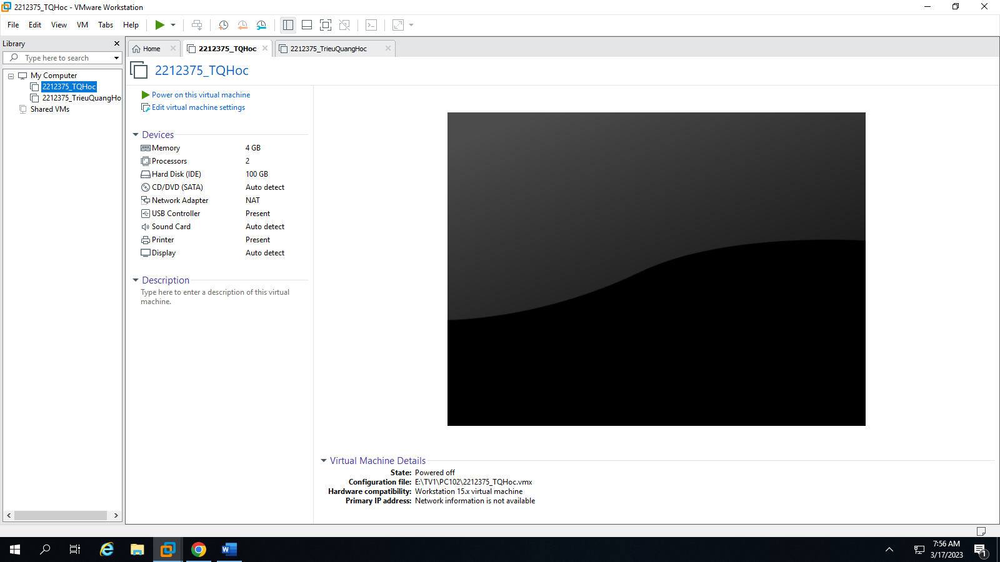 2212375_TQHoc - VMware Workstation
File Edit View VM Tabs Help
Library
Type here to search
My Computer
2212375_TQHoc
2212375_TrieuQuangHo
Shared VMs
Home 2212375_TQHoc 2212375_TrieuQuangHoc
2212375_TQHoc
Power on this virtual machine
Edit virtual machine settings
Devices
Memory 4 GB
Processors 2
Hard Disk (IDE) 100 GB
CD/DVD (SATA) Auto detect
Network Adapter NAT
USB Controller Present
Sound Card Auto detect
Printer Present
Display Auto detect
Description
Type here to enter a description of this virtual
machine.
Virtual Machine Details
State: Powered off
Configuration file: E:\TV1\PC102\2212375_TQHoc.vmx
Hardware compatibility: Workstation 15.x virtual machine
Primary IP address: Network information is not available
7:56 AM
3/17/2023
1